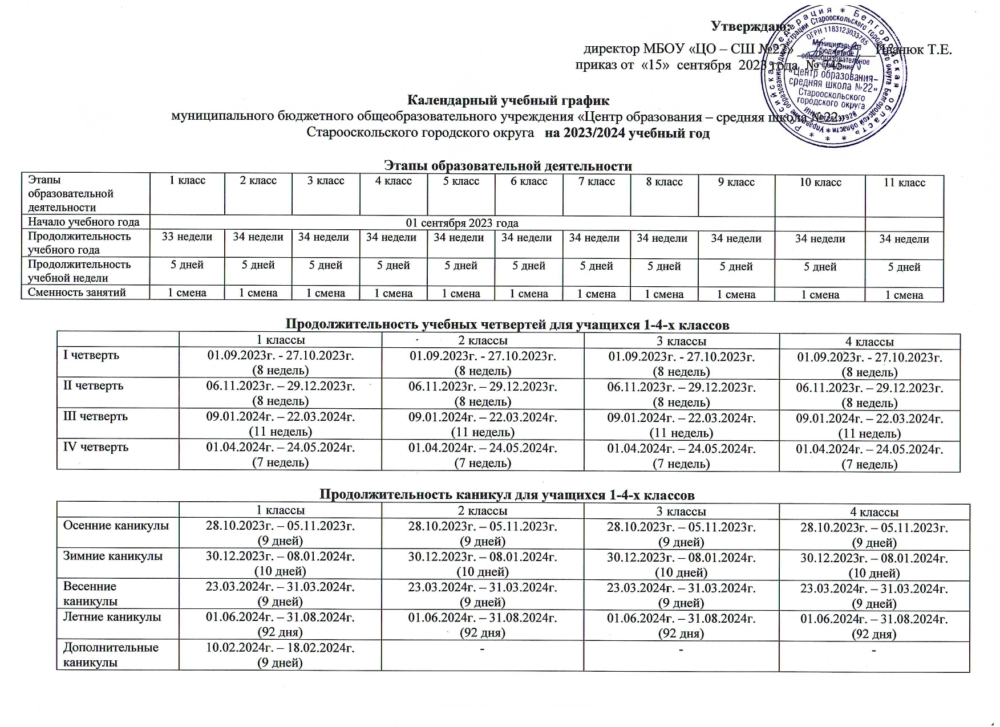 Утверждаю:
директор МБОУ «ЦО – СШ №22» ___________Иванюк Т.Е.
приказ от «15» сентября 2023 года № 745
Российская Федерация * Белгородская область * * *
Управление образования администрации Старооскольского городского округа Белгородской области *
ОГРН 1183123033785
Муниципальное
бюджетное
общеобразовательное
учреждение
«Центр образования–
средняя школа №22»
Старооскольского
городского округа
Календарный учебный график
муниципального бюджетного общеобразовательного учреждения «Центр образования – средняя школа №22»
Старооскольского городского округа на 2023/2024 учебный год
Этапы образовательной деятельности
Этапы 1 класс 2 класс 3 класс 4 класс 5 класс 6 класс 7 класс 8 класс 9 класс 10 класс 11 класс
образовательной
деятельности
Начало учебного года 01 сентября 2023 года
Продолжительность 33 недели 34 недели 34 недели 34 недели 34 недели 34 недели 34 недели 34 недели 34 недели 34 недели 34 недели
учебного года
Продолжительность 5 дней 5 дней 5 дней 5 дней 5 дней 5 дней 5 дней 5 дней 5 дней 5 дней 5 дней
учебной недели
Сменность занятий 1 смена 1 смена 1 смена 1 смена 1 смена 1 смена 1 смена 1 смена 1 смена 1 смена 1 смена
Продолжительность учебных четвертей для учащихся 1-4-х классов
1 классы 2 классы 3 классы 4 классы
I четверть 01.09.2023г. - 27.10.2023г. 01.09.2023г. - 27.10.2023г. 01.09.2023г. - 27.10.2023г. 01.09.2023г. - 27.10.2023г.
(8 недель) (8 недель) (8 недель) (8 недель)
II четверть 06.11.2023г. – 29.12.2023г. 06.11.2023г. – 29.12.2023г. 06.11.2023г. – 29.12.2023г. 06.11.2023г. – 29.12.2023г.
(8 недель) (8 недель) (8 недель) (8 недель)
III четверть 09.01.2024г. – 22.03.2024г. 09.01.2024г. – 22.03.2024г. 09.01.2024г. – 22.03.2024г. 09.01.2024г. – 22.03.2024г.
(11 недель) (11 недель) (11 недель) (11 недель)
IV четверть 01.04.2024г. – 24.05.2024г. 01.04.2024г. – 24.05.2024г. 01.04.2024г. – 24.05.2024г. 01.04.2024г. – 24.05.2024г.
(7 недель) (7 недель) (7 недель) (7 недель)
Продолжительность каникул для учащихся 1-4-х классов
1 классы 2 классы 3 классы 4 классы
Осенние каникулы 28.10.2023г. – 05.11.2023г. 28.10.2023г. – 05.11.2023г. 28.10.2023г. – 05.11.2023г. 28.10.2023г. – 05.11.2023г.
(9 дней) (9 дней) (9 дней) (9 дней)
Зимние каникулы 30.12.2023г. – 08.01.2024г. 30.12.2023г. – 08.01.2024г. 30.12.2023г. – 08.01.2024г. 30.12.2023г. – 08.01.2024г.
(10 дней) (10 дней) (10 дней) (10 дней)
Весенние 23.03.2024г. – 31.03.2024г. 23.03.2024г. – 31.03.2024г. 23.03.2024г. – 31.03.2024г. 23.03.2024г. – 31.03.2024г.
каникулы (9 дней) (9 дней) (9 дней) (9 дней)
Летние каникулы 01.06.2024г. – 31.08.2024г. 01.06.2024г. – 31.08.2024г. 01.06.2024г. – 31.08.2024г. 01.06.2024г. – 31.08.2024г.
(92 дня) (92 дня) (92 дня) (92 дня)
Дополнительные 10.02.2024г. – 18.02.2024г. - - -
каникулы (9 дней)